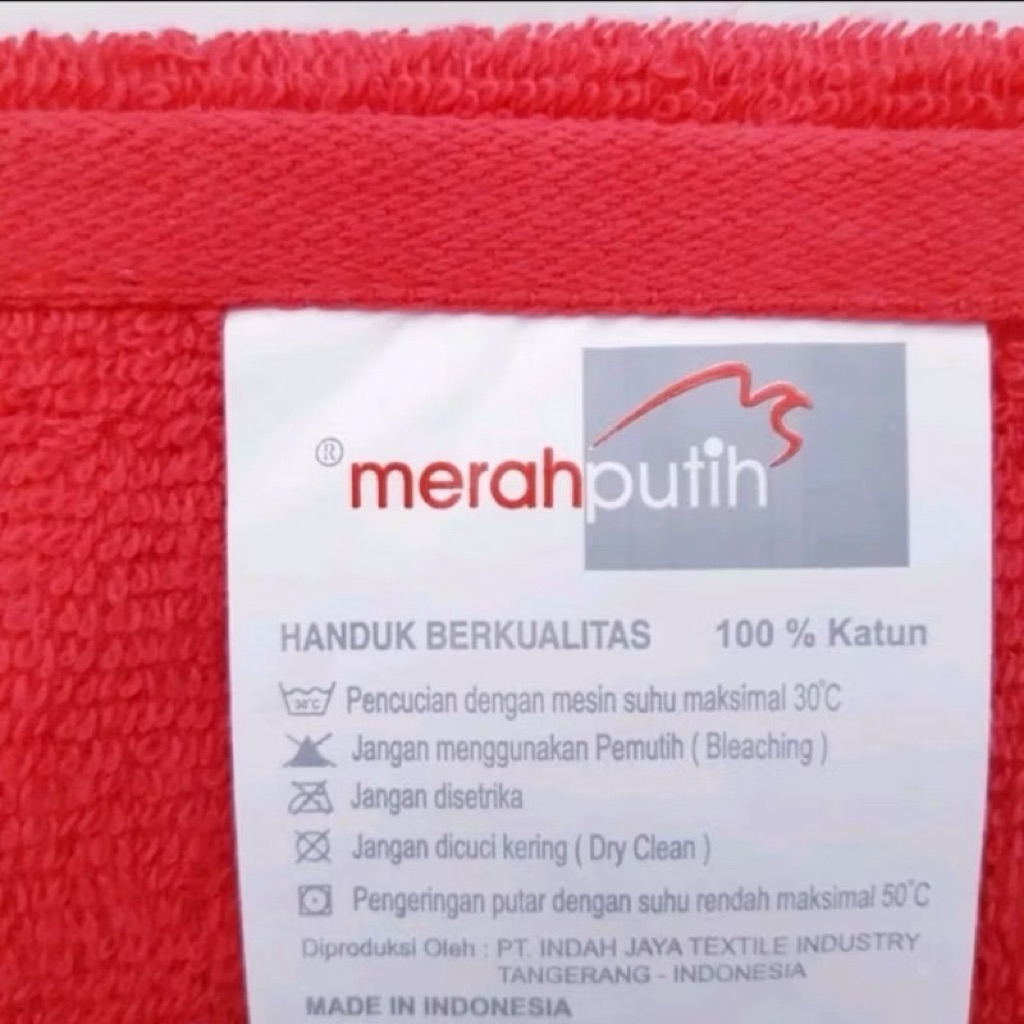 ® merahputih
HANDUK BERKUALITAS 100 % Katun
30°C Pencucian dengan mesin suhu maksimal 30°C
Jangan menggunakan Pemutih ( Bleaching )
Jangan disetrika
Jangan dicuci kering ( Dry Clean )
Pengeringan putar dengan suhu rendah maksimal 50°C
Diproduksi Oleh : PT. INDAH JAYA TEXTILE INDUSTRY
TANGERANG - INDONESIA
MADE IN INDONESIA